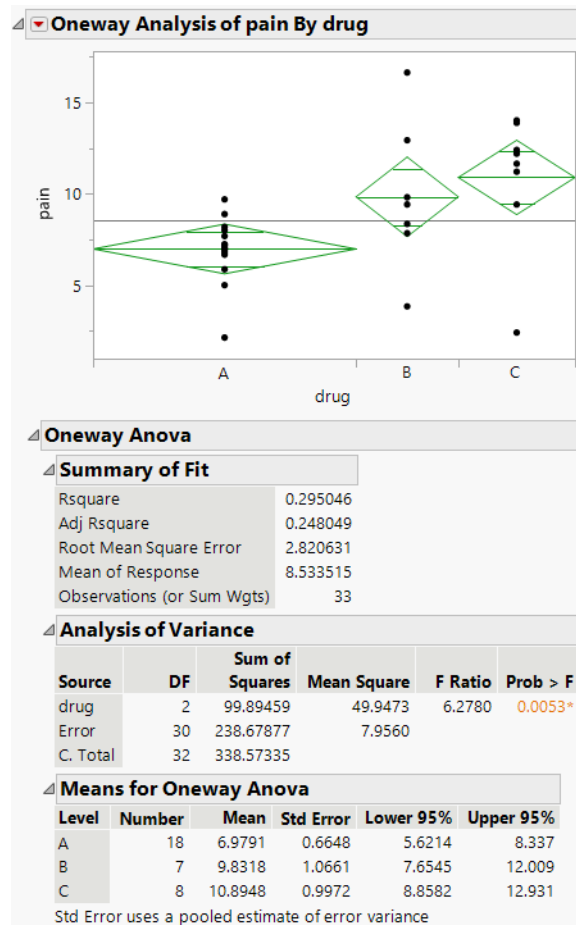 Oneway Analysis of pain By drug
15
10
5
pain
A B C
drug
Oneway Anova
Summary of Fit
Rsquare 0.295046
Adj Rsquare 0.248049
Root Mean Square Error 2.820631
Mean of Response 8.533515
Observations (or Sum Wgts) 33
Analysis of Variance
Sum of
Source DF Squares Mean Square F Ratio Prob > F
drug 2 99.89459 49.9473 6.2780 0.0053*
Error 30 238.67877 7.9560
C. Total 32 338.57335
Means for Oneway Anova
Level Number Mean Std Error Lower 95% Upper 95%
A 18 6.9791 0.6648 5.6214 8.337
B 7 9.8318 1.0661 7.6545 12.009
C 8 10.8948 0.9972 8.8582 12.931
Std Error uses a pooled estimate of error variance